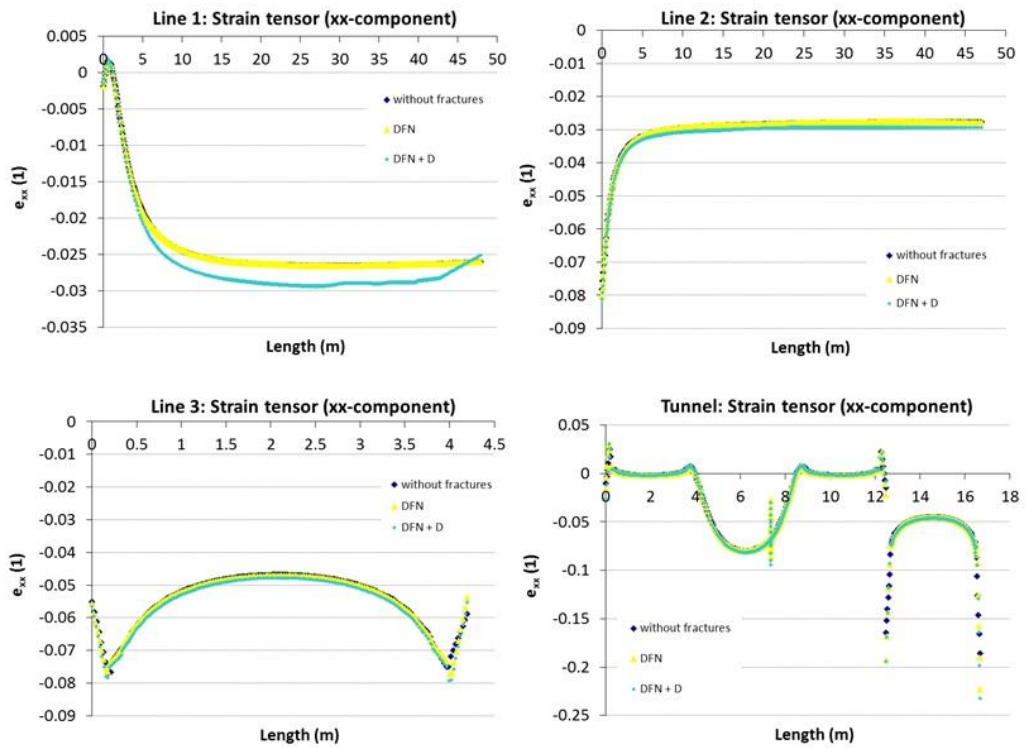 Line 1: Strain tensor (xx-component)
0.005
0
-0.005
-0.01
-0.015
-0.02
-0.025
-0.03
-0.035
0 5 10 15 20 25 30 35 40 45 50
without fractures
DFN
DFN + D
exx (1)
Length (m)
Line 2: Strain tensor (xx-component)
0
-0.01
-0.02
-0.03
-0.04
-0.05
-0.06
-0.07
-0.08
-0.09
0 5 10 15 20 25 30 35 40 45 50
without fractures
DFN
DFN + D
exx (1)
Length (m)
Line 3: Strain tensor (xx-component)
0
-0.01
-0.02
-0.03
-0.04
-0.05
-0.06
-0.07
-0.08
-0.09
0 0.5 1 1.5 2 2.5 3 3.5 4 4.5
without fractures
DFN
DFN + D
exx (1)
Length (m)
Tunnel: Strain tensor (xx-component)
0.05
0
-0.05
-0.1
-0.15
-0.2
-0.25
0 2 4 6 8 10 12 14 16 18
without fractures
DFN
DFN + D
exx (1)
Length (m)